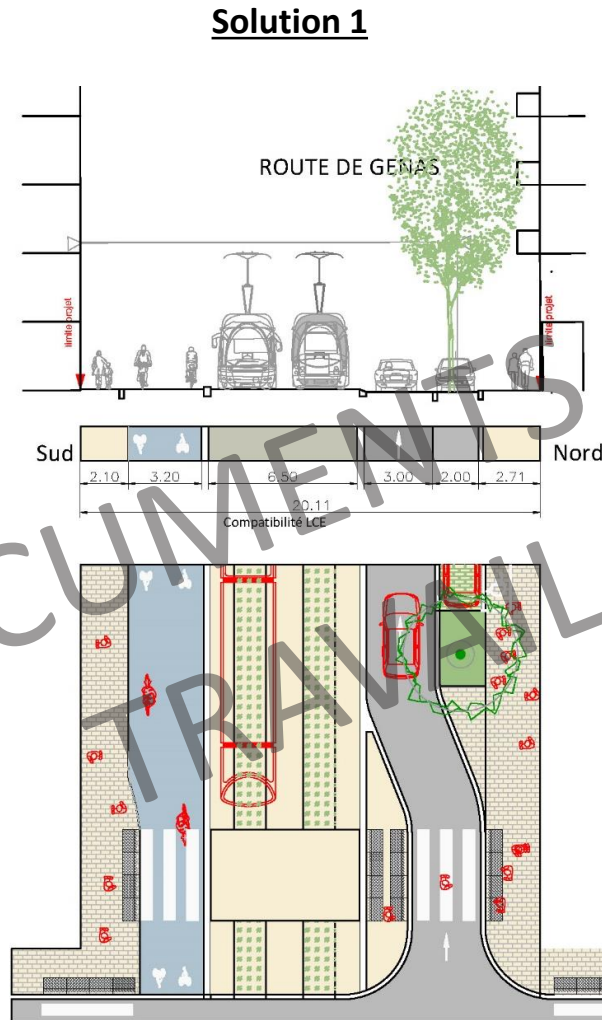 Solution 1
ROUTE DE GENAS
limite projet
limite projet
Sud
Nord
2.10 3.20 6.50 3.00 2.00 2.71
20.11
Compatibilité LCE
CUMENTS
TRAVAIL